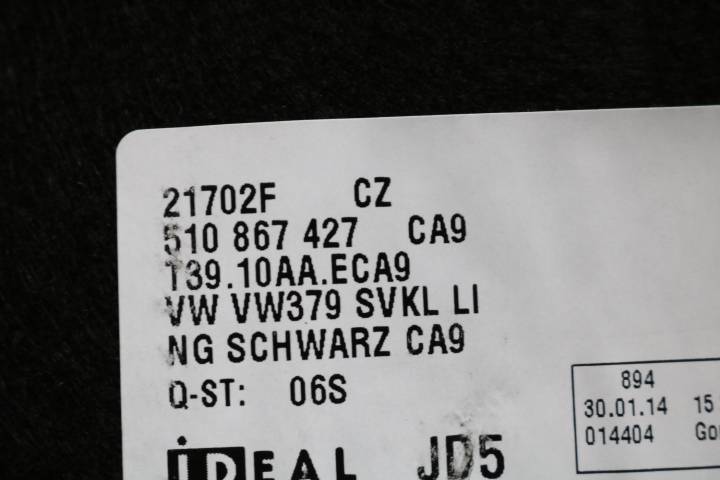 21702F CZ
510 867 427 CA9
T39.10AA.ECA9
VW VW379 SVKL LI
NG SCHWARZ CA9
Q-ST: 06S
iDEAL JD5
894
30.01.14 15
014404